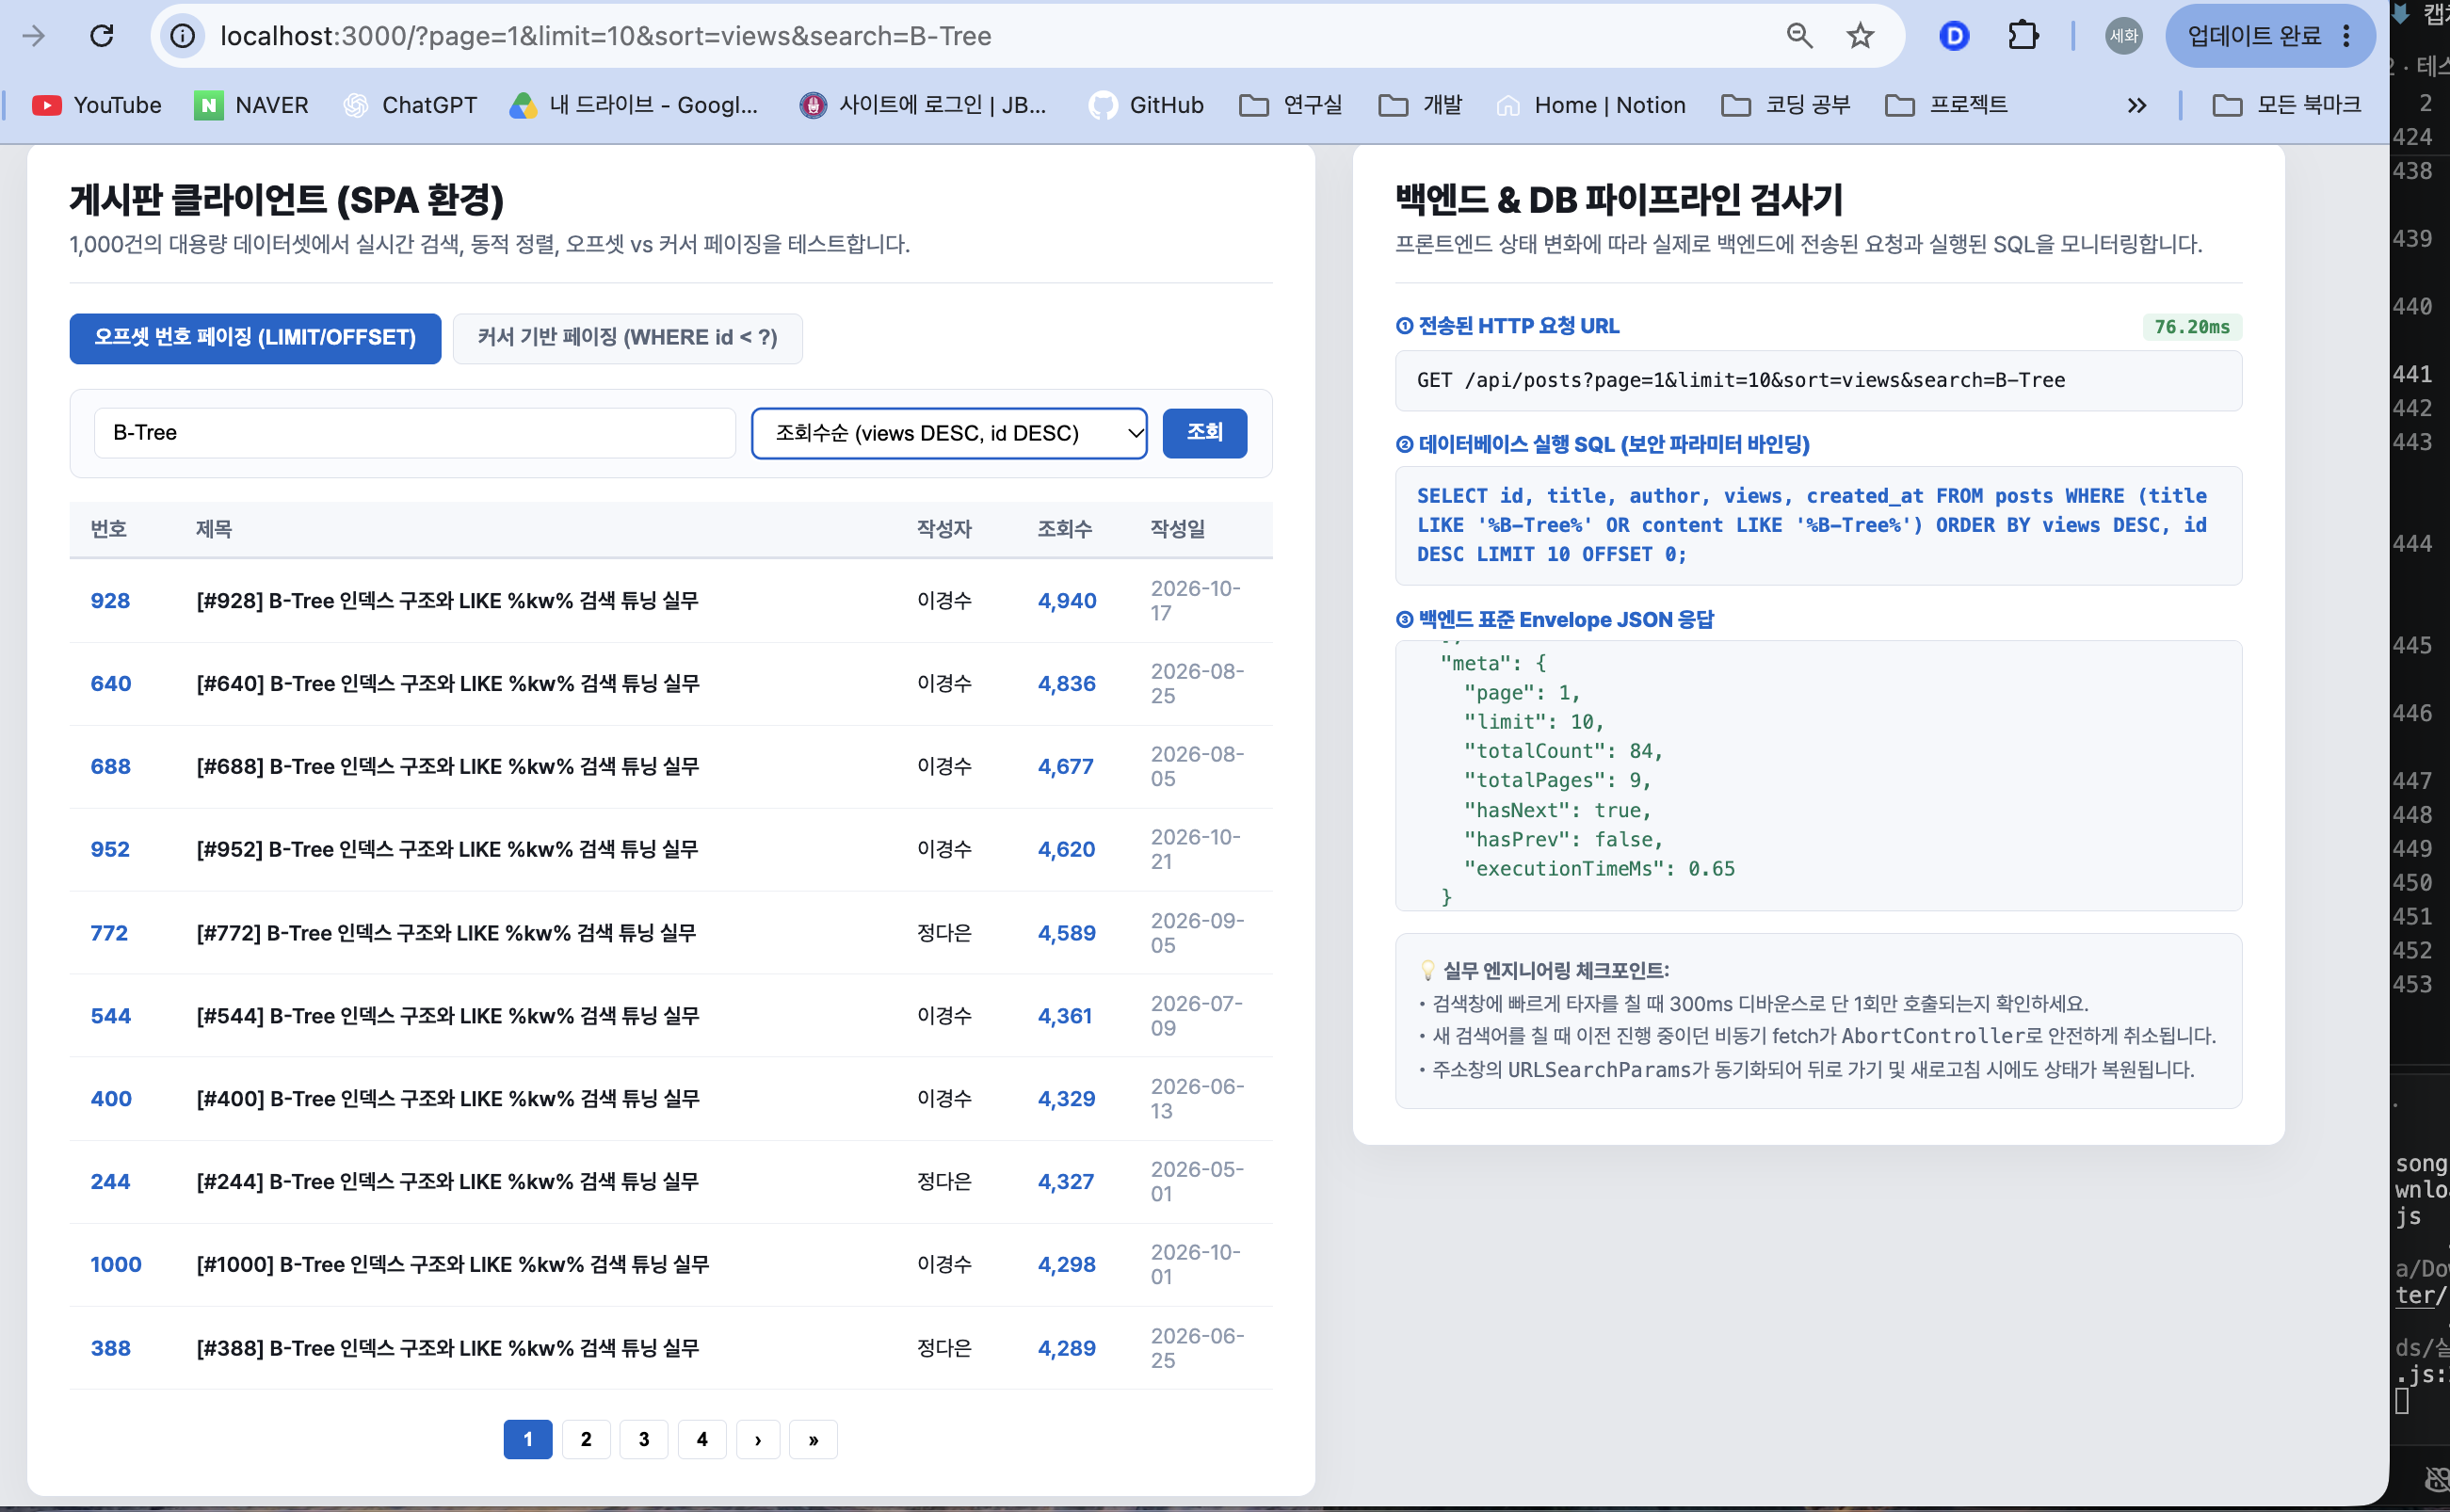 localhost:3000/?page=1&limit=10&sort=views&search=B-Tree
D
세화
업데이트 완료
YouTube
N NAVER
ChatGPT
내 드라이브 - Googl...
사이트에 로그인 | JB...
GitHub
연구실
개발
Home | Notion
코딩 공부
프로젝트
»
모든 북마크
게시판 클라이언트 (SPA 환경)
1,000건의 대용량 데이터셋에서 실시간 검색, 동적 정렬, 오프셋 vs 커서 페이징을 테스트합니다.
오프셋 번호 페이징 (LIMIT/OFFSET)
커서 기반 페이징 (WHERE id < ?)
B-Tree
조회수순 (views DESC, id DESC)
조회
번호 제목 작성자 조회수 작성일
928 [#928] B-Tree 인덱스 구조와 LIKE %kw% 검색 튜닝 실무 이경수 4,940 2026-10-
17
640 [#640] B-Tree 인덱스 구조와 LIKE %kw% 검색 튜닝 실무 이경수 4,836 2026-08-
25
688 [#688] B-Tree 인덱스 구조와 LIKE %kw% 검색 튜닝 실무 이경수 4,677 2026-08-
05
952 [#952] B-Tree 인덱스 구조와 LIKE %kw% 검색 튜닝 실무 이경수 4,620 2026-10-
21
772 [#772] B-Tree 인덱스 구조와 LIKE %kw% 검색 튜닝 실무 정다은 4,589 2026-09-
05
544 [#544] B-Tree 인덱스 구조와 LIKE %kw% 검색 튜닝 실무 이경수 4,361 2026-07-
09
400 [#400] B-Tree 인덱스 구조와 LIKE %kw% 검색 튜닝 실무 이경수 4,329 2026-06-
13
244 [#244] B-Tree 인덱스 구조와 LIKE %kw% 검색 튜닝 실무 정다은 4,327 2026-05-
01
1000 [#1000] B-Tree 인덱스 구조와 LIKE %kw% 검색 튜닝 실무 이경수 4,298 2026-10-
01
388 [#388] B-Tree 인덱스 구조와 LIKE %kw% 검색 튜닝 실무 정다은 4,289 2026-06-
25
1 2 3 4 › »
백엔드 & DB 파이프라인 검사기
프론트엔드 상태 변화에 따라 실제로 백엔드에 전송된 요청과 실행된 SQL을 모니터링합니다.
① 전송된 HTTP 요청 URL
76.20ms
GET /api/posts?page=1&limit=10&sort=views&search=B-Tree
② 데이터베이스 실행 SQL (보안 파라미터 바인딩)
SELECT id, title, author, views, created_at FROM posts WHERE (title
LIKE '%B-Tree%' OR content LIKE '%B-Tree%') ORDER BY views DESC, id
DESC LIMIT 10 OFFSET 0;
③ 백엔드 표준 Envelope JSON 응답
"meta": {
"page": 1,
"limit": 10,
"totalCount": 84,
"totalPages": 9,
"hasNext": true,
"hasPrev": false,
"executionTimeMs": 0.65
}
💡 실무 엔지니어링 체크포인트:
• 검색창에 빠르게 타자를 칠 때 300ms 디바운스로 단 1회만 호출되는지 확인하세요.
• 새 검색어를 칠 때 이전 진행 중이던 비동기 fetch가 AbortController로 안전하게 취소됩니다.
• 주소창의 URLSearchParams가 동기화되어 뒤로 가기 및 새로고침 시에도 상태가 복원됩니다.
2
424
438
439
440
441
442
443
444
445
446
447
448
449
450
451
452
453
song
wnlo
js
a/Do
ter/
ds/
.js: